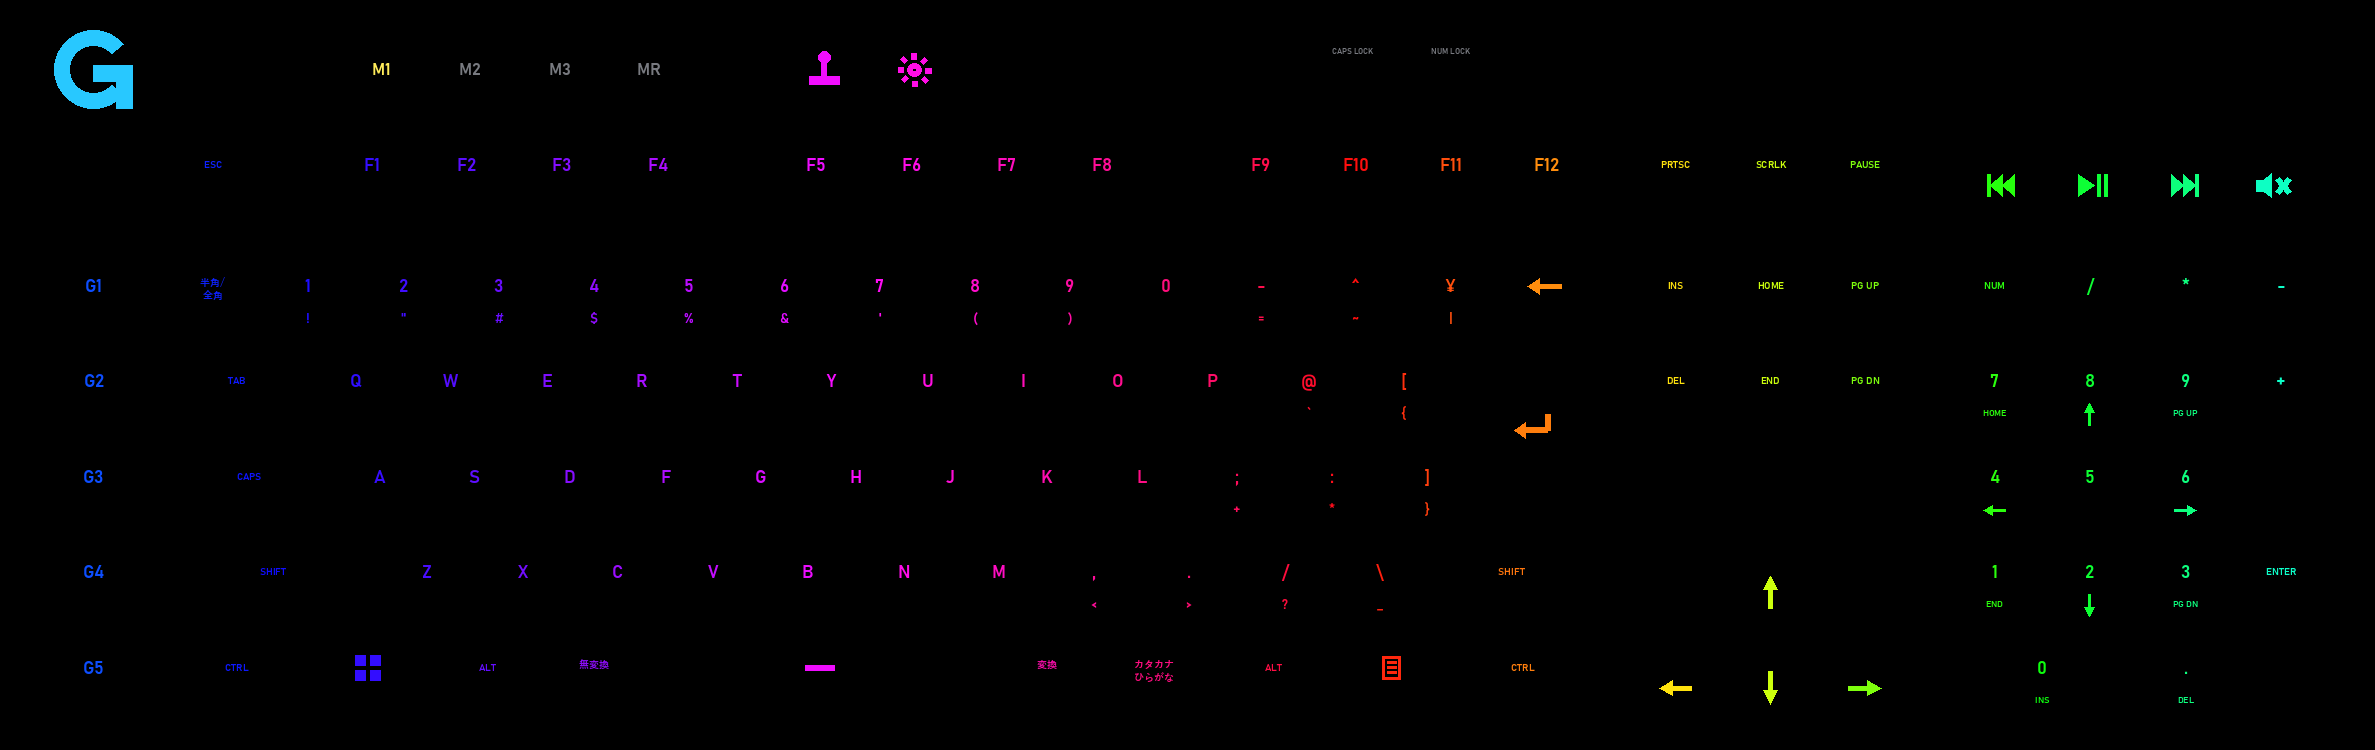 G
M1 M2 M3 MR CAPS LOCK NUM LOCK
ESC F1 F2 F3 F4 F5 F6 F7 F8 F9 F10 F11 F12 PRTSC SCRLK PAUSE
G1 半角/ 1 2 3 4 5 6 7 8 9 0 - ^ ¥ INS HOME PG UP NUM / * -
全角 ! " # $ % & ' ( ) = ~ |
G2 TAB Q W E R T Y U I O P @ [ DEL END PG DN 7 8 9 +
` { HOME PG UP
G3 CAPS A S D F G H J K L ; : ] 4 5 6
+ * }
G4 SHIFT Z X C V B N M , . / \ SHIFT 1 2 3 ENTER
< > ? _ END PG DN
G5 CTRL ALT 無変換 変換 カタカナ ALT CTRL 0 .
ひらがな
INS DEL